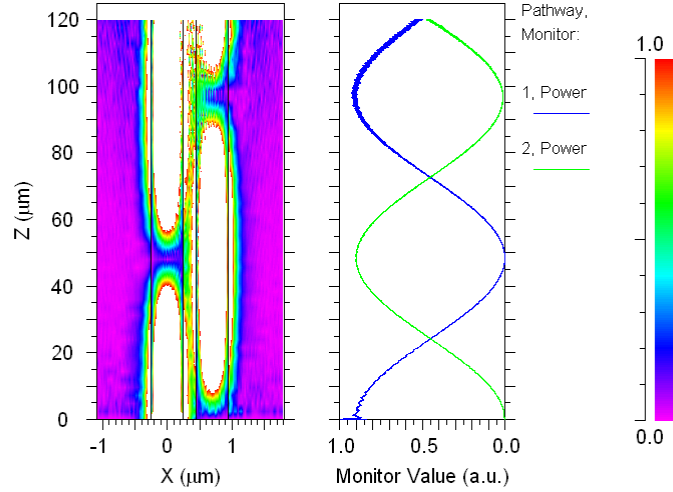 120
100
80
60
40
20
0
Z (μm)
-1 0 1
X (μm)
1.0 0.5 0.0
Monitor Value (a.u.)
Pathway,
Monitor:
1, Power
2, Power
1.0
0.0